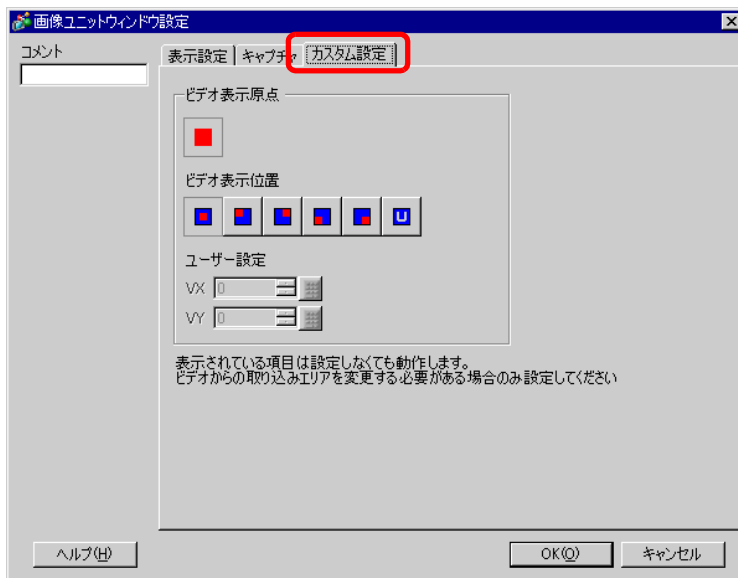 画像ユニットウィンドウ設定
コメント
表示設定 キャプチャ カスタム設定
ビデオ表示原点
ビデオ表示位置
U
ユーザー設定
VX 0
VY 0
表示されている項目は設定しなくても動作します。
ビデオからの取り込みエリアを変更する必要がある場合のみ設定してください
ヘルプ(H) OK(O) キャンセル